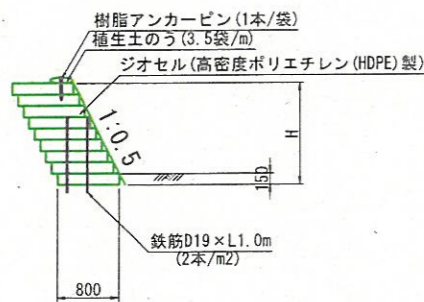 樹脂アンカーピン(1本/袋)
植生土のう(3.5袋/m)
ジオセル(高密度ポリエチレン(HDPE)製)
1:0.5
H
150
鉄筋D19×L1.0m
(2本/m2)
800